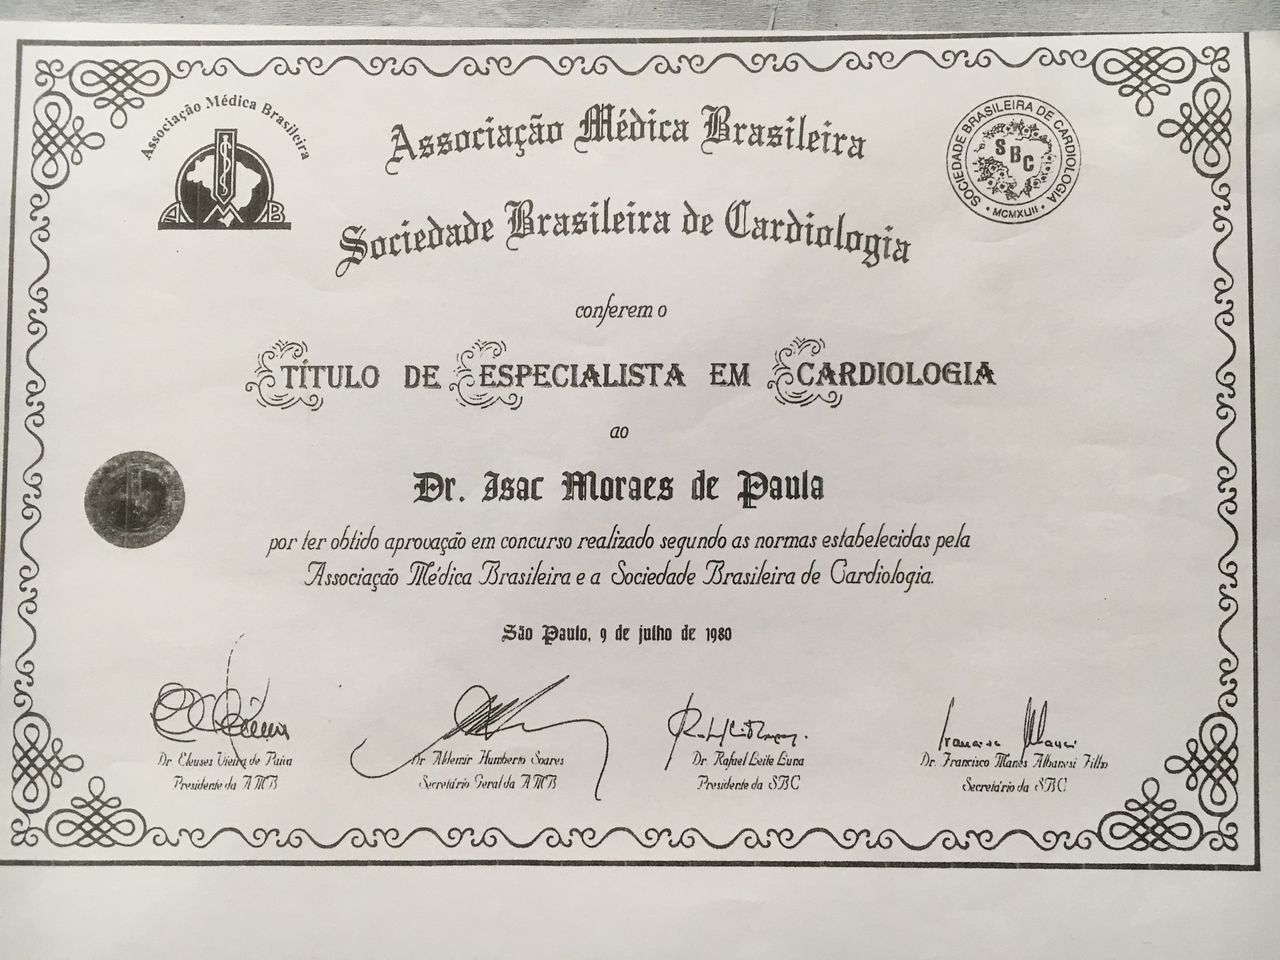 Associação Médica Brasileira
A M B
SOCIEDADE BRASILEIRA DE CARDIOLOGIA
SBC
MCMXLIII
Associação Médica Brasileira
Sociedade Brasileira de Cardiologia
conferem o
TÍTULO DE ESPECIALISTA EM CARDIOLOGIA
ao
Dr. Isac Moraes de Paula
por ter obtido aprovação em concurso realizado segundo as normas estabelecidas pela
Associação Médica Brasileira e a Sociedade Brasileira de Cardiologia.
São Paulo, 9 de julho de 1980
Dr. Eleuses Vieira de Paiva
Presidente da AMB
Dr Aldemir Humberto Soares
Secretário Geral da AMB
Dr. Rafael Leite Luna
Presidente da SBC
Dr. Francisco Manes Albanesi Filho
Secretário da SBC